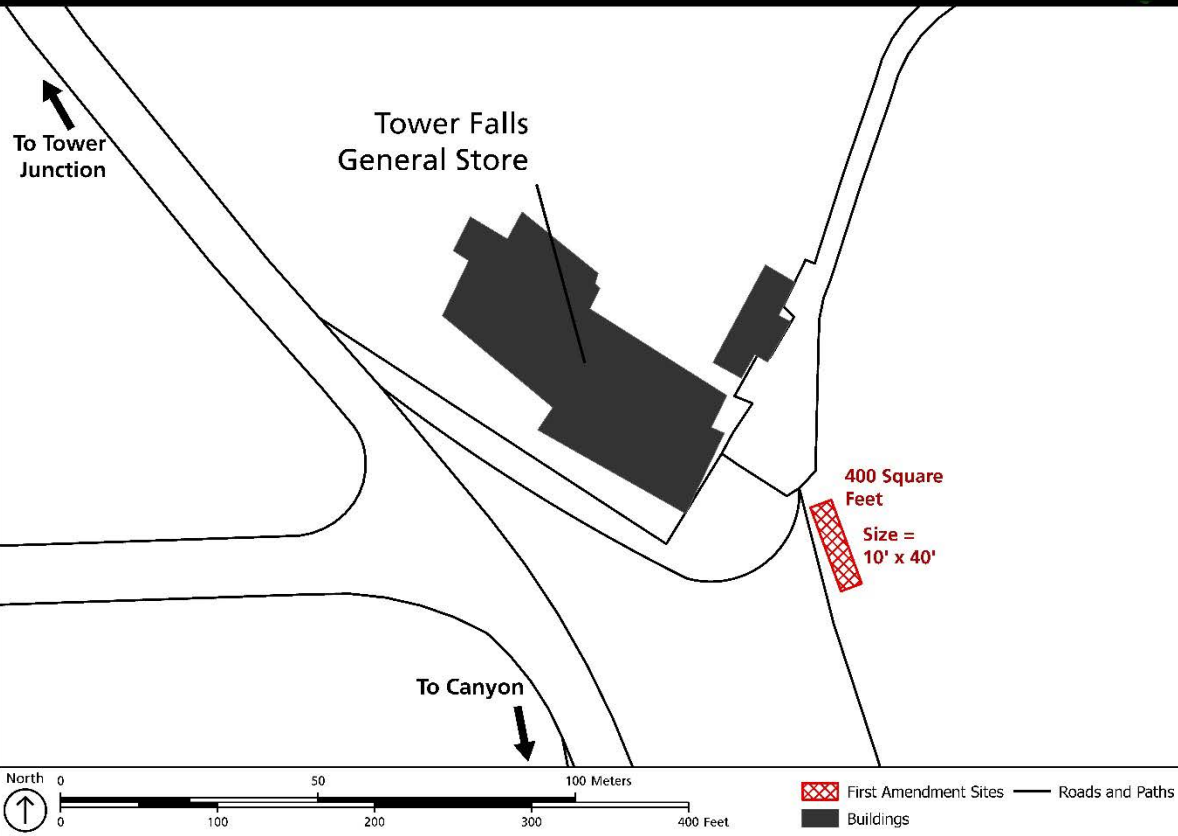 To Tower
Junction
Tower Falls
General Store
400 Square
Feet
Size =
10' x 40'
To Canyon
North
0 50 100 Meters
0 100 200 300 400 Feet
First Amendment Sites
Roads and Paths
Buildings